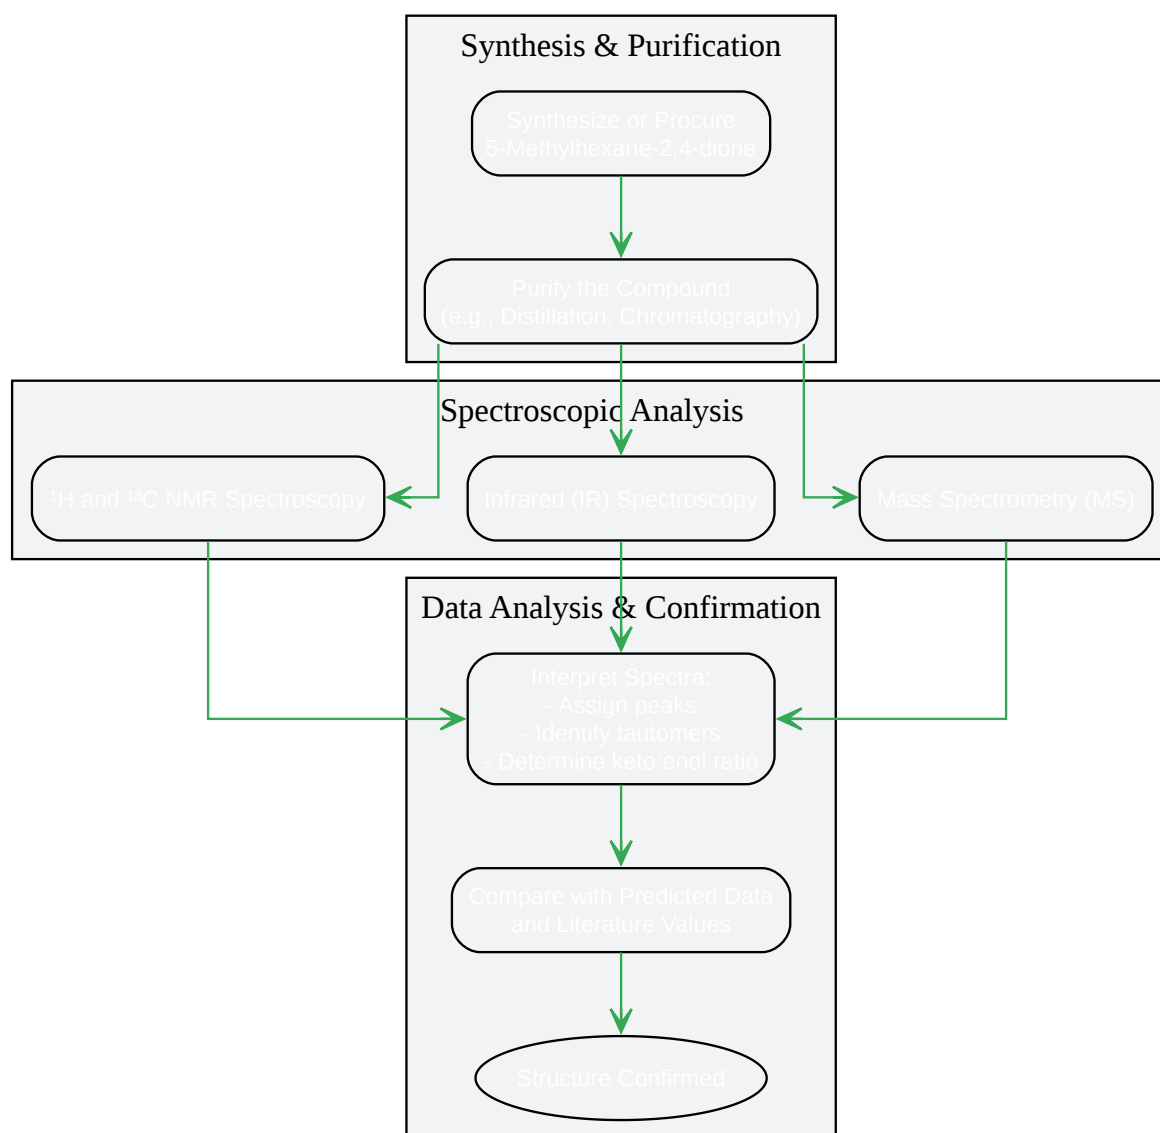 Synthesis & Purification
Synthesize or Procure
5-Methylhexane-2,4-dione
Purify the Compound
(e.g., Distillation, Chromatography)
Spectroscopic Analysis
¹H and ¹³C NMR Spectroscopy
Infrared (IR) Spectroscopy
Mass Spectrometry (MS)
Data Analysis & Confirmation
Interpret Spectra:
- Assign peaks
- Identify tautomers
- Determine keto:enol ratio
Compare with Predicted Data
and Literature Values
Structure Confirmed